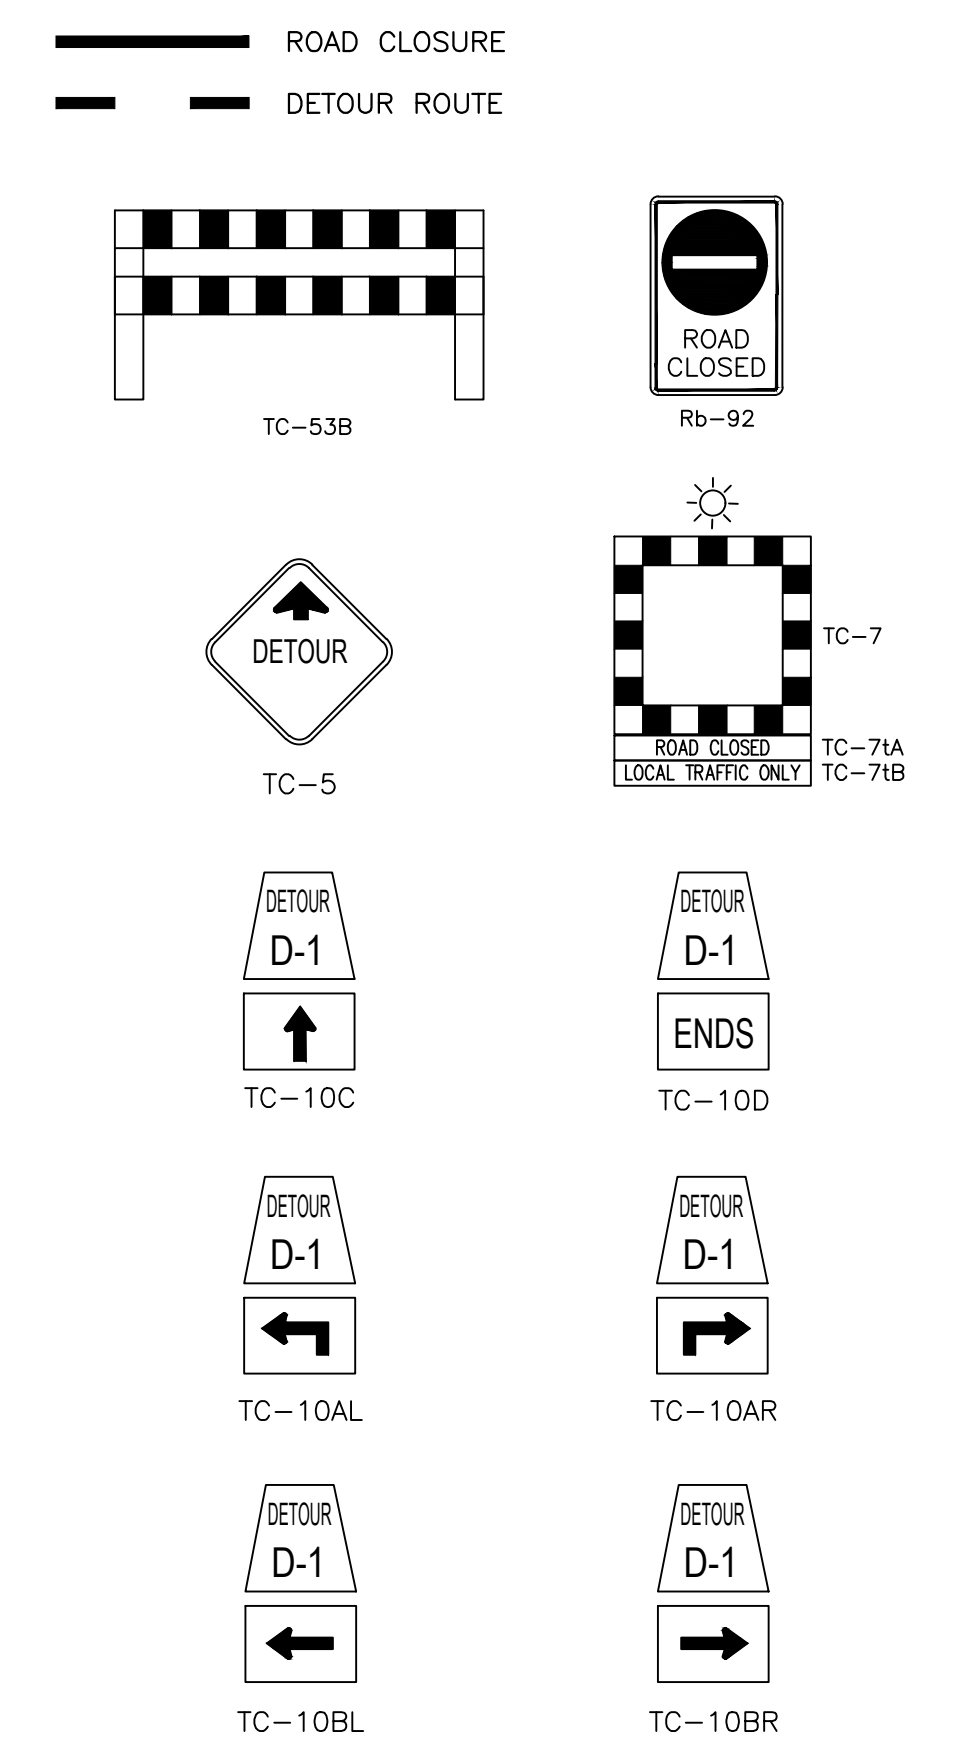 ROAD CLOSURE
DETOUR ROUTE
TC-53B
ROAD
CLOSED
Rb-92
DETOUR
TC-5
TC-7
ROAD CLOSED
TC-7tA
LOCAL TRAFFIC ONLY
TC-7tB
DETOUR
D-1
TC-10C
DETOUR
D-1
ENDS
TC-10D
DETOUR
D-1
TC-10AL
DETOUR
D-1
TC-10AR
DETOUR
D-1
TC-10BL
DETOUR
D-1
TC-10BR